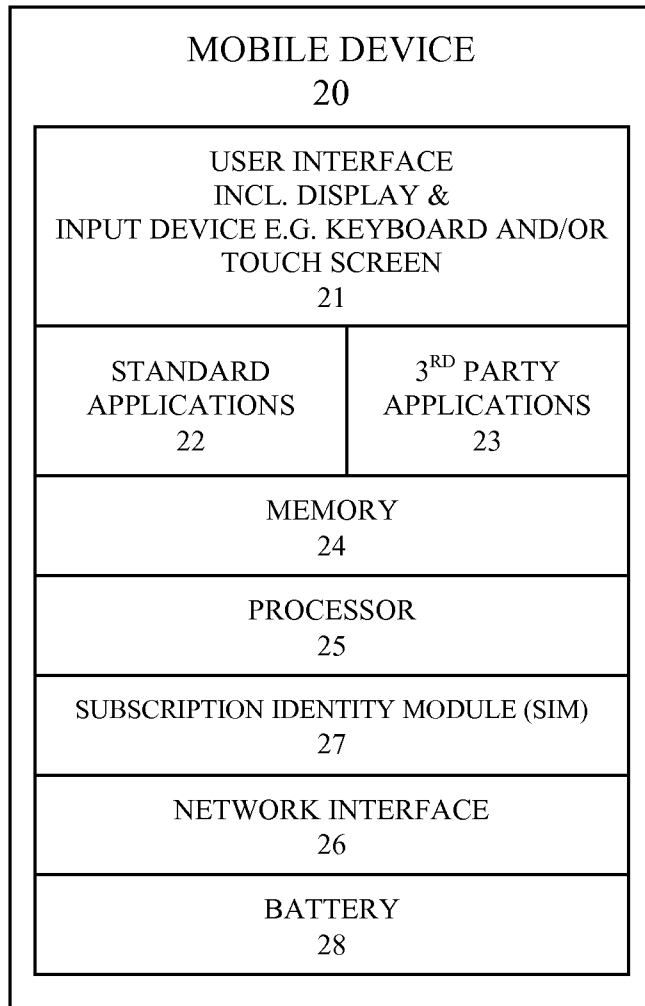 MOBILE DEVICE
20
USER INTERFACE
INCL. DISPLAY &
INPUT DEVICE E.G. KEYBOARD AND/OR
TOUCH SCREEN
21
STANDARD
APPLICATIONS
22
3RD PARTY
APPLICATIONS
23
MEMORY
24
PROCESSOR
25
SUBSCRIPTION IDENTITY MODULE (SIM)
27
NETWORK INTERFACE
26
BATTERY
28